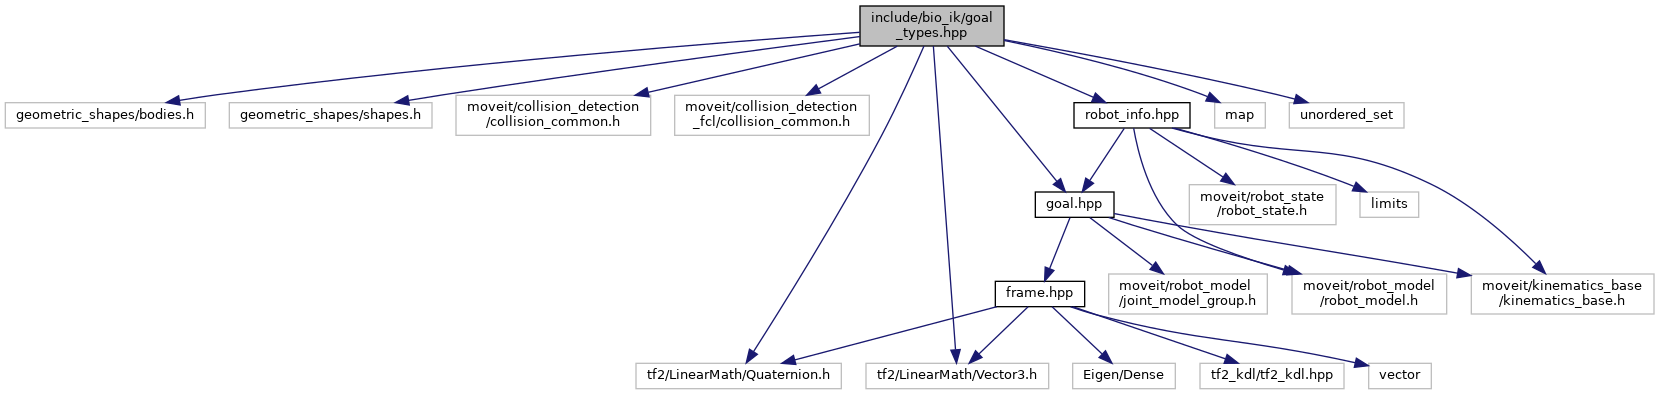 include/bio_ik/goal
_types.hpp
geometric_shapes/bodies.h
geometric_shapes/shapes.h
moveit/collision_detection
/collision_common.h
moveit/collision_detection
_fcl/collision_common.h
robot_info.hpp
map
unordered_set
goal.hpp
moveit/robot_state
/robot_state.h
limits
frame.hpp
moveit/robot_model
/joint_model_group.h
moveit/robot_model
/robot_model.h
moveit/kinematics_base
/kinematics_base.h
tf2/LinearMath/Quaternion.h
tf2/LinearMath/Vector3.h
Eigen/Dense
tf2_kdl/tf2_kdl.hpp
vector